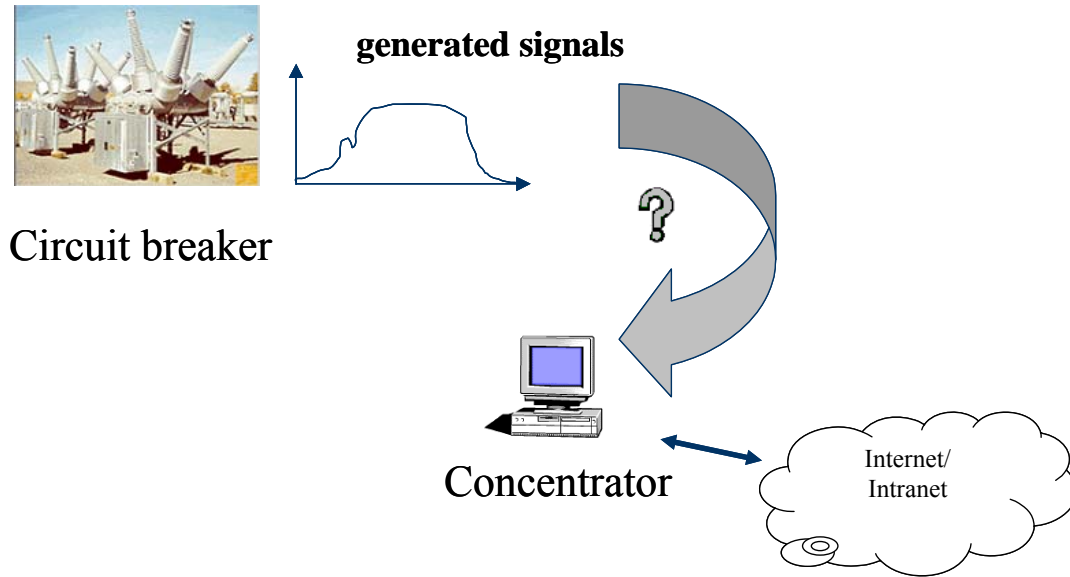 generated signals
Circuit breaker
Concentrator
Internet/
Intranet